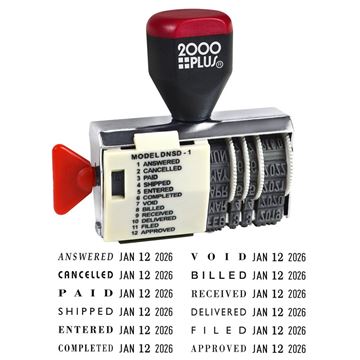 2000
PLUS
MODEL DNSD - 1
1 ANSWERED
2 CANCELLED
3 PAID
4 SHIPPED
5 ENTERED
6 COMPLETED
7 VOID
8 BILLED
9 RECEIVED
10 DELIVERED
11 FILED
12 APPROVED
ANSWERED JAN 12 2026
CANCELLED JAN 12 2026
PAID JAN 12 2026
SHIPPED JAN 12 2026
ENTERED JAN 12 2026
COMPLETED JAN 12 2026
VOID JAN 12 2026
BILLED JAN 12 2026
RECEIVED JAN 12 2026
DELIVERED JAN 12 2026
FILED JAN 12 2026
APPROVED JAN 12 2026